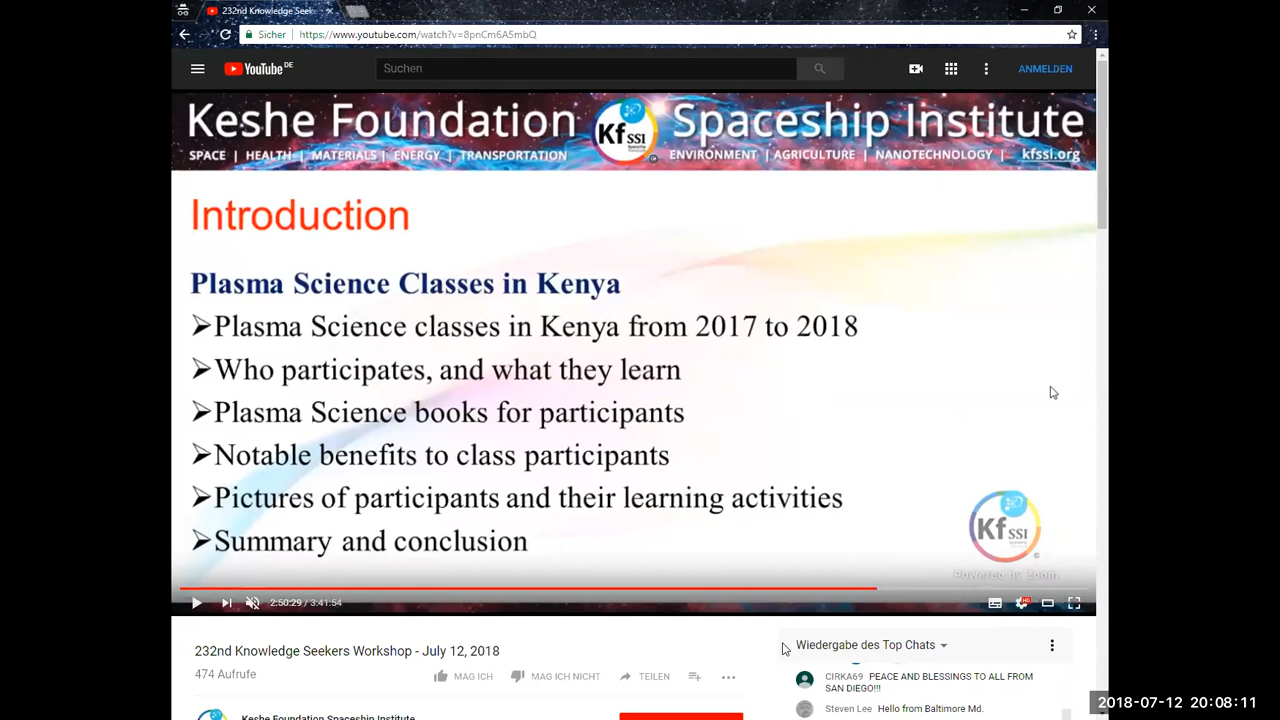 232nd Knowledge Seeke
Sicher
https://www.youtube.com/watch?v=8pnCm6A5mbQ
YouTube DE
Suchen
ANMELDEN
Keshe Foundation Kf SSI Spaceship Institute
SPACE | HEALTH | MATERIALS | ENERGY | TRANSPORTATION
ENVIRONMENT | AGRICULTURE | NANOTECHNOLOGY | kfssi.org
Introduction
Plasma Science Classes in Kenya
➢Plasma Science classes in Kenya from 2017 to 2018
➢Who participates, and what they learn
➢Plasma Science books for participants
➢Notable benefits to class participants
➢Pictures of participants and their learning activities
➢Summary and conclusion
Kf SSI
Powered by Zoom
2:50:29 / 3:41:54
HD
232nd Knowledge Seekers Workshop - July 12, 2018
474 Aufrufe
MAG ICH
MAG ICH NICHT
TEILEN
Wiedergabe des Top Chats
CIRKA69 PEACE AND BLESSINGS TO ALL FROM
SAN DIEGO!!!
Steven Lee Hello from Baltimore Md.
Keshe Foundation Spaceship Institute
2018-07-12 20:08:11